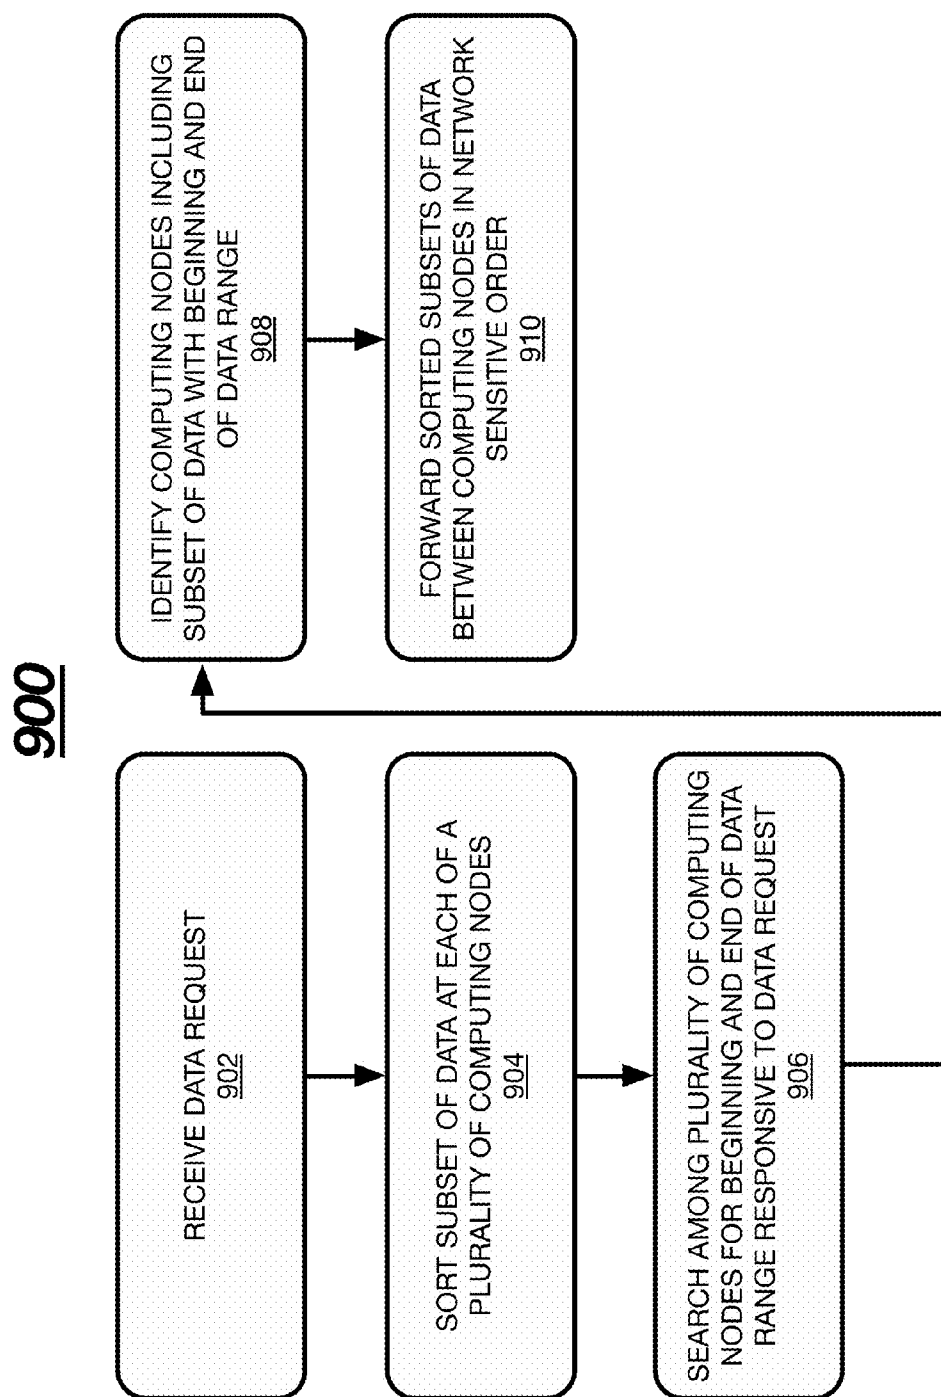 900
RECEIVE DATA REQUEST
902
SORT SUBSET OF DATA AT EACH OF A
PLURALITY OF COMPUTING NODES
904
SEARCH AMONG PLURALITY OF COMPUTING
NODES FOR BEGINNING AND END OF DATA
RANGE RESPONSIVE TO DATA REQUEST
906
IDENTIFY COMPUTING NODES INCLUDING
SUBSET OF DATA WITH BEGINNING AND END
OF DATA RANGE
908
FORWARD SORTED SUBSETS OF DATA
BETWEEN COMPUTING NODES IN NETWORK
SENSITIVE ORDER
910